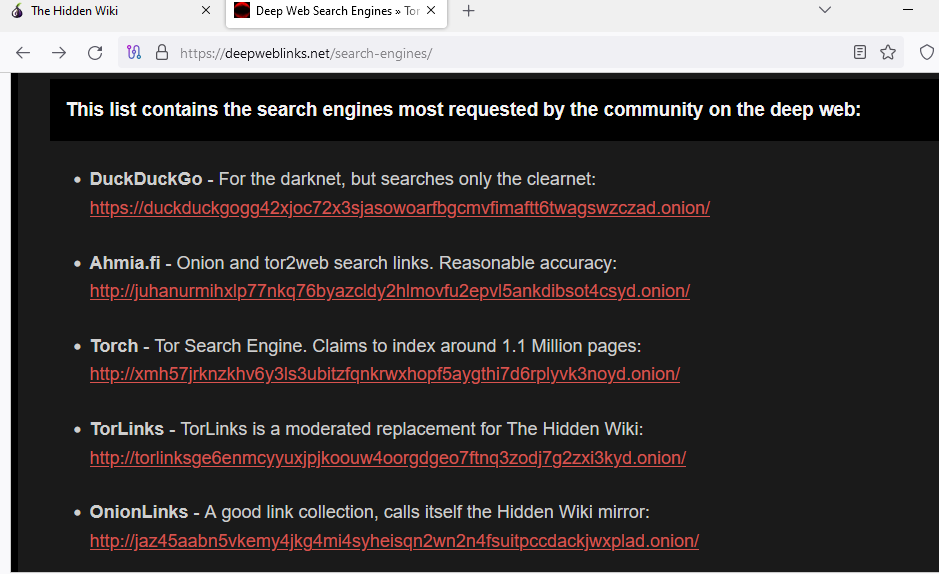 The Hidden Wiki
Deep Web Search Engines » Tor
https://deepweblinks.net/search-engines/
This list contains the search engines most requested by the community on the deep web:
DuckDuckGo - For the darknet, but searches only the clearnet:
https://duckduckgogg42xjoc72x3sjasowoarfbgcmvfimaftt6twagswzczad.onion/
Ahmia.fi - Onion and tor2web search links. Reasonable accuracy:
http://juhanurmihxlp77nkq76byazcldy2hlmovfu2epvl5ankdibsot4csyd.onion/
Torch - Tor Search Engine. Claims to index around 1.1 Million pages:
http://xmh57jrknzkhv6y3ls3ubitzfqnkrwxhopf5aygthi7d6rplyvk3noyd.onion/
TorLinks - TorLinks is a moderated replacement for The Hidden Wiki:
http://torlinksge6enmcyyuxjpjkoouw4oorgdgeo7ftnq3zodj7g2zxi3kyd.onion/
OnionLinks - A good link collection, calls itself the Hidden Wiki mirror:
http://jaz45aabn5vkemy4jkg4mi4syheisqn2wn2n4fsuitpccdackjwxplad.onion/